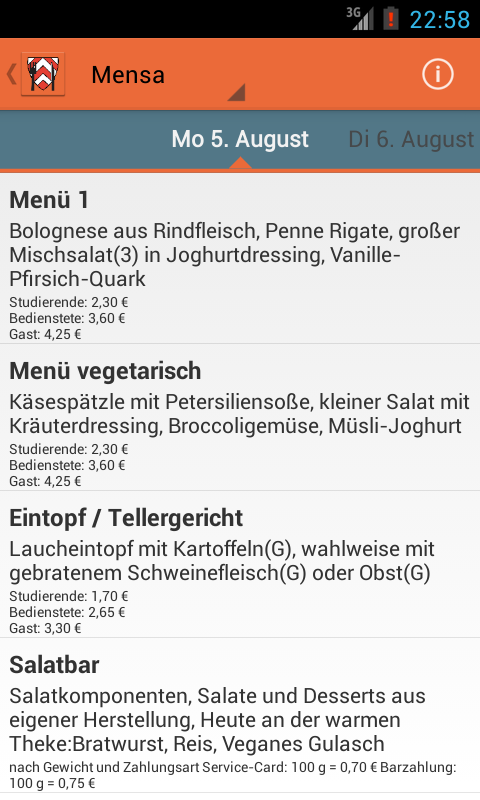 3G
22:58
Mensa
Mo 5. August
Di 6. August
Menü 1
Bolognese aus Rindfleisch, Penne Rigate, großer
Mischsalat(3) in Joghurtdressing, Vanille-
Pfirsich-Quark
Studierende: 2,30 €
Bedienstete: 3,60 €
Gast: 4,25 €
Menü vegetarisch
Käsespätzle mit Petersiliensoße, kleiner Salat mit
Kräuterdressing, Broccoligemüse, Müsli-Joghurt
Studierende: 2,30 €
Bedienstete: 3,60 €
Gast: 4,25 €
Eintopf / Tellergericht
Laucheintopf mit Kartoffeln(G), wahlweise mit
gebratenem Schweinefleisch(G) oder Obst(G)
Studierende: 1,70 €
Bedienstete: 2,65 €
Gast: 3,30 €
Salatbar
Salatkomponenten, Salate und Desserts aus
eigener Herstellung, Heute an der warmen
Theke:Bratwurst, Reis, Veganes Gulasch
nach Gewicht und Zahlungsart Service-Card: 100 g = 0,70 € Barzahlung:
100 g = 0,75 €